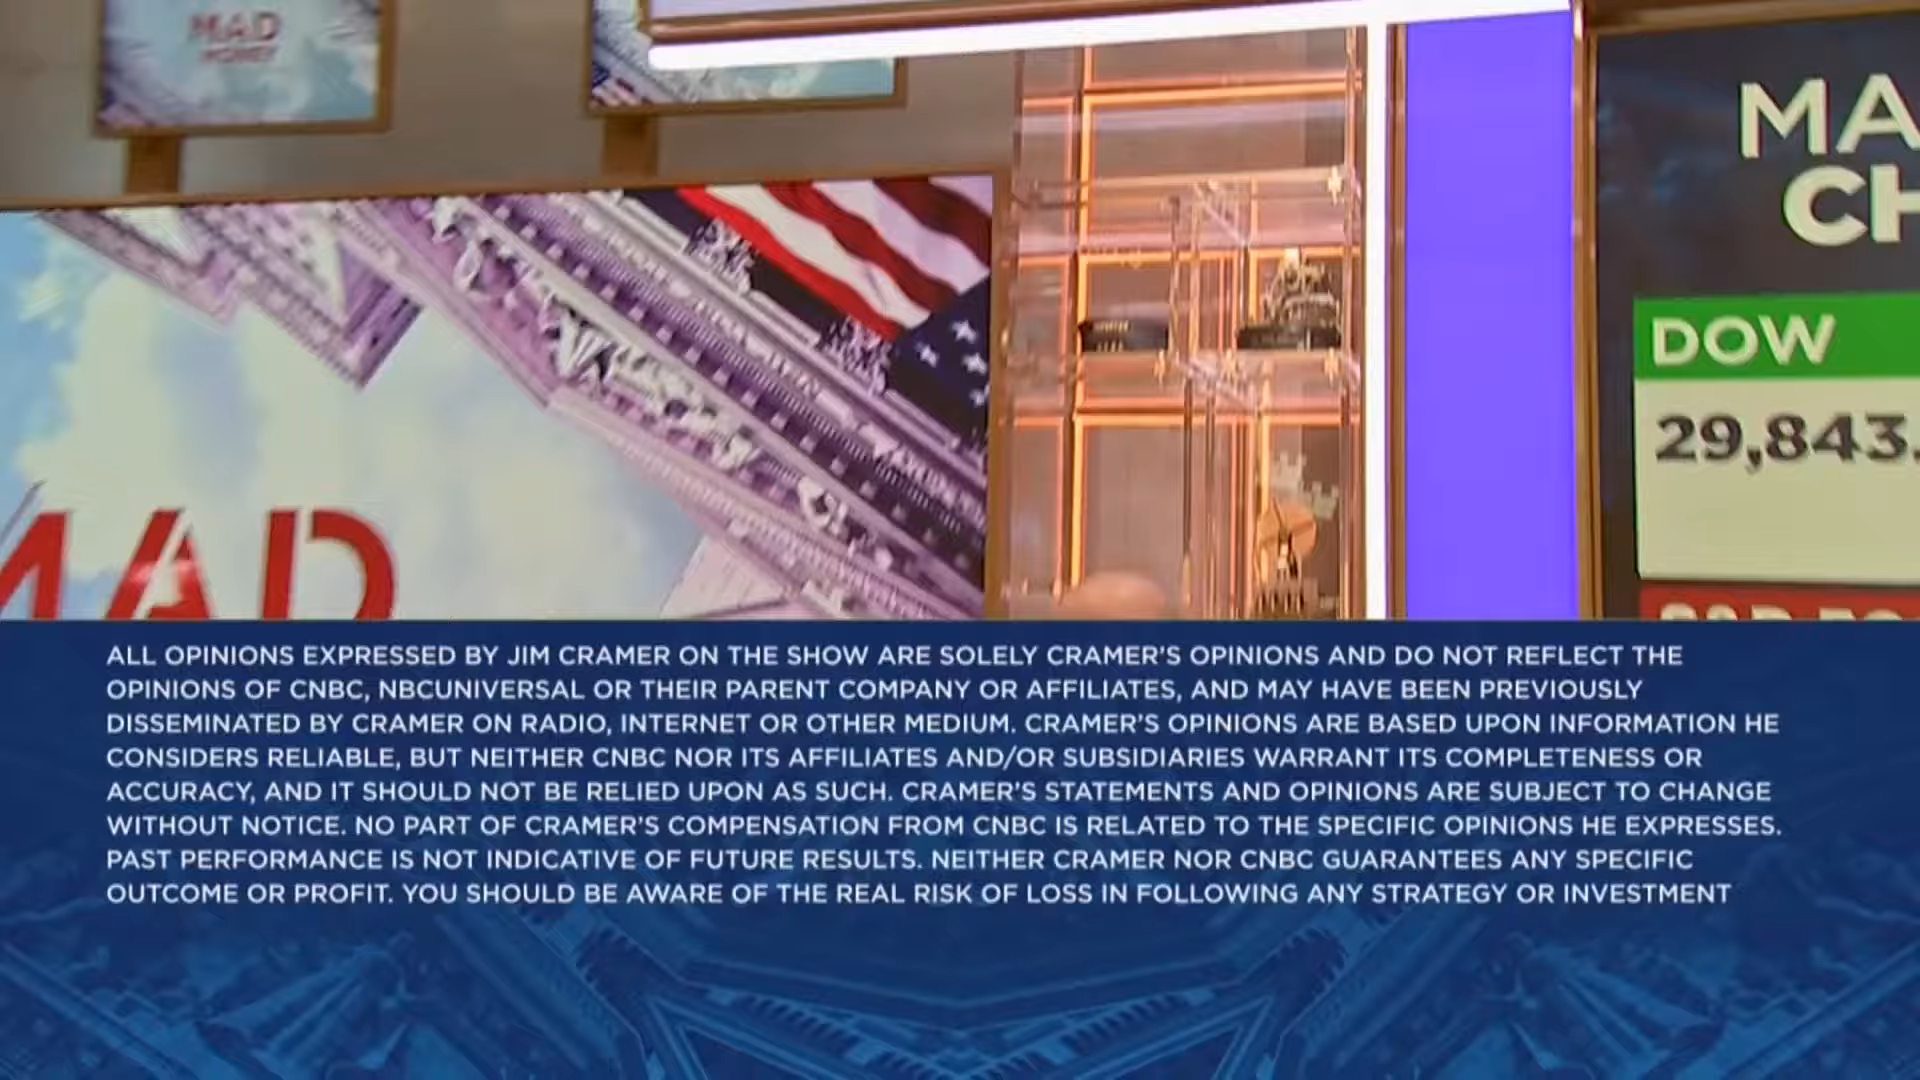 MAD
MONEY
MA
CH
DOW
29,843.
MAD
ALL OPINIONS EXPRESSED BY JIM CRAMER ON THE SHOW ARE SOLELY CRAMER'S OPINIONS AND DO NOT REFLECT THE
OPINIONS OF CNBC, NBCUNIVERSAL OR THEIR PARENT COMPANY OR AFFILIATES, AND MAY HAVE BEEN PREVIOUSLY
DISSEMINATED BY CRAMER ON RADIO, INTERNET OR OTHER MEDIUM. CRAMER'S OPINIONS ARE BASED UPON INFORMATION HE
CONSIDERS RELIABLE, BUT NEITHER CNBC NOR ITS AFFILIATES AND/OR SUBSIDIARIES WARRANT ITS COMPLETENESS OR
ACCURACY, AND IT SHOULD NOT BE RELIED UPON AS SUCH. CRAMER'S STATEMENTS AND OPINIONS ARE SUBJECT TO CHANGE
WITHOUT NOTICE. NO PART OF CRAMER'S COMPENSATION FROM CNBC IS RELATED TO THE SPECIFIC OPINIONS HE EXPRESSES.
PAST PERFORMANCE IS NOT INDICATIVE OF FUTURE RESULTS. NEITHER CRAMER NOR CNBC GUARANTEES ANY SPECIFIC
OUTCOME OR PROFIT. YOU SHOULD BE AWARE OF THE REAL RISK OF LOSS IN FOLLOWING ANY STRATEGY OR INVESTMENT